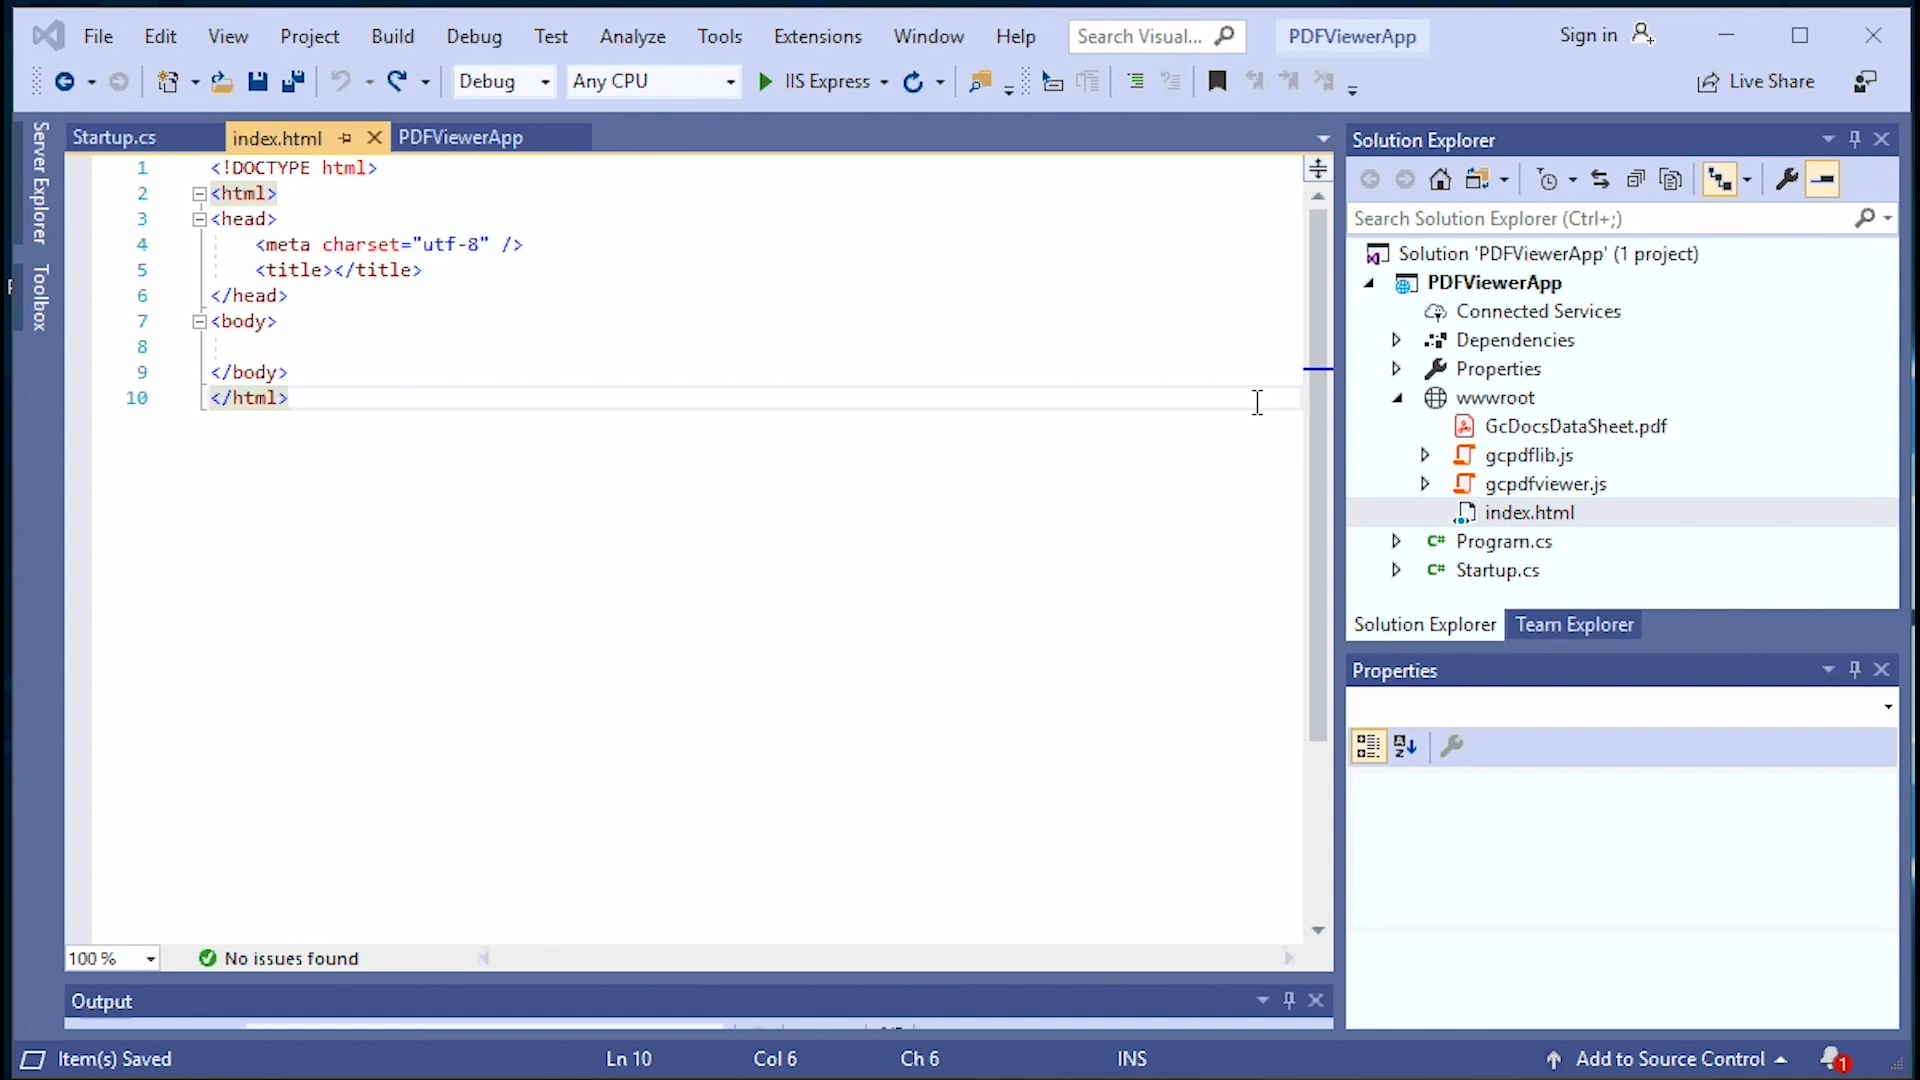 File Edit View Project Build Debug Test Analyze Tools Extensions Window Help Search Visual... PDFViewerApp Sign in
Debug Any CPU IIS Express Live Share
Server Explorer
Toolbox
Startup.cs index.html PDFViewerApp
1 <!DOCTYPE html>
2 <html>
3 <head>
4 <meta charset="utf-8" />
5 <title></title>
6 </head>
7 <body>
8
9 </body>
10 </html>
100 % No issues found
Output
Solution Explorer
Search Solution Explorer (Ctrl+;)
Solution 'PDFViewerApp' (1 project)
PDFViewerApp
Connected Services
Dependencies
Properties
wwwroot
GcDocsDataSheet.pdf
gcpdflib.js
gcpdfviewer.js
index.html
C# Program.cs
C# Startup.cs
Solution Explorer Team Explorer
Properties
Item(s) Saved Ln 10 Col 6 Ch 6 INS Add to Source Control 1